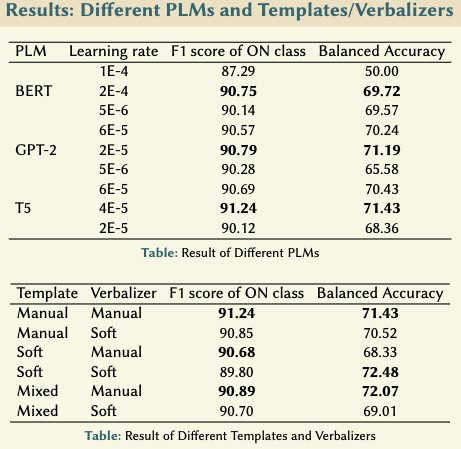 Results: Different PLMs and Templates/Verbalizers
PLM Learning rate F1 score of ON class Balanced Accuracy
1E-4 87.29 50.00
BERT 2E-4 90.75 69.72
5E-6 90.14 69.57
6E-5 90.57 70.24
GPT-2 2E-5 90.79 71.19
5E-6 90.28 65.58
6E-5 90.69 70.43
T5 4E-5 91.24 71.43
2E-5 90.12 68.36
Table: Result of Different PLMs
Template Verbalizer F1 score of ON class Balanced Accuracy
Manual Manual 91.24 71.43
Manual Soft 90.85 70.52
Soft Manual 90.68 68.33
Soft Soft 89.80 72.48
Mixed Manual 90.89 72.07
Mixed Soft 90.70 69.01
Table: Result of Different Templates and Verbalizers